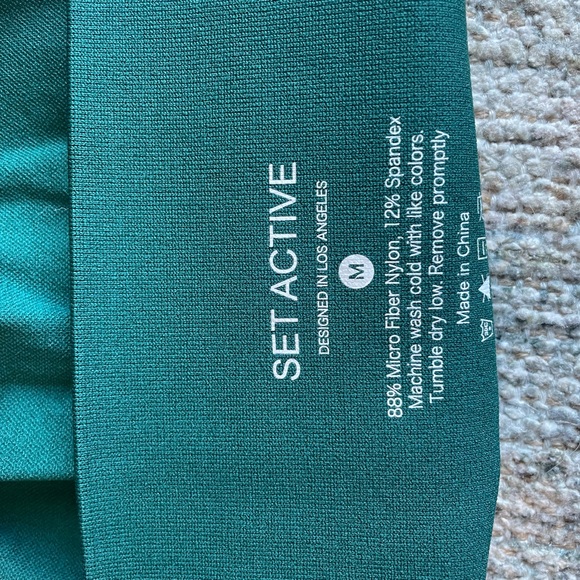 SET ACTIVE
DESIGNED IN LOS ANGELES
M
88% Micro Fiber Nylon, 12% Spandex
Machine wash cold with like colors.
Tumble dry low. Remove promptly
Made in China